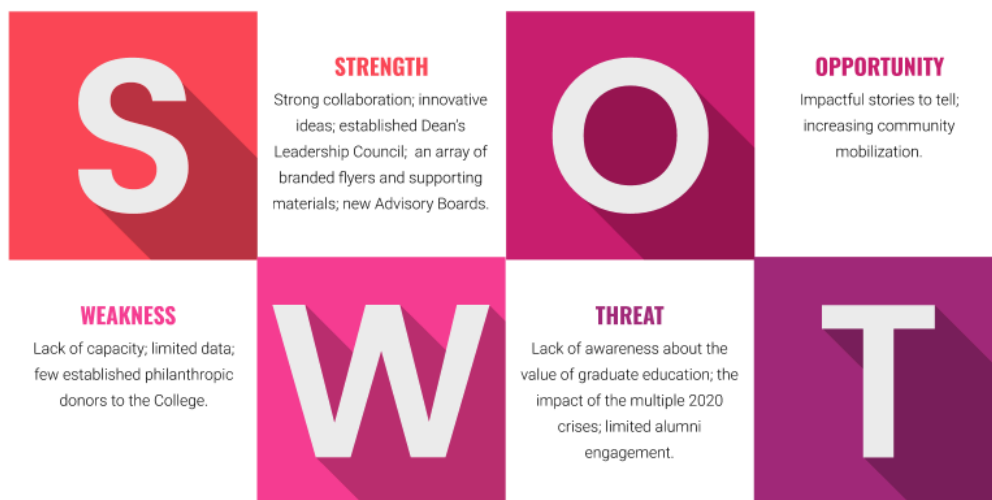 S
STRENGTH
Strong collaboration; innovative
ideas; established Dean's
Leadership Council;  an array of
branded flyers and supporting
materials; new Advisory Boards.
O
OPPORTUNITY
Impactful stories to tell;
increasing community
mobilization.
WEAKNESS
Lack of capacity; limited data;
few established philanthropic
donors to the College.
W
THREAT
Lack of awareness about the
value of graduate education; the
impact of the multiple 2020
crises; limited alumni
engagement.
T